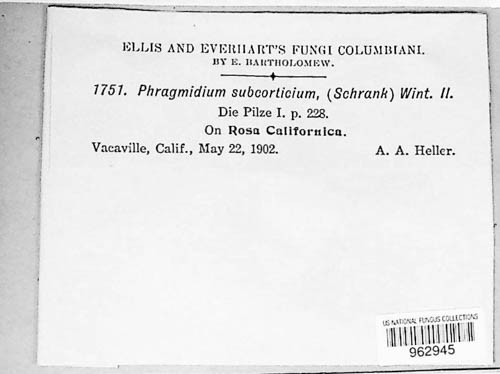 ELLIS AND EVERHART'S FUNGI COLUMBIANI.
BY E. BARTHOLOMEW.
1751. Phragmidium subcorticium, (Schrank) Wint. II.
Die Pilze I. p. 228.
On Rosa Californica.
Vacaville, Calif., May 22, 1902. A. A. Heller.
US NATIONAL FUNGUS COLLECTIONS
962945